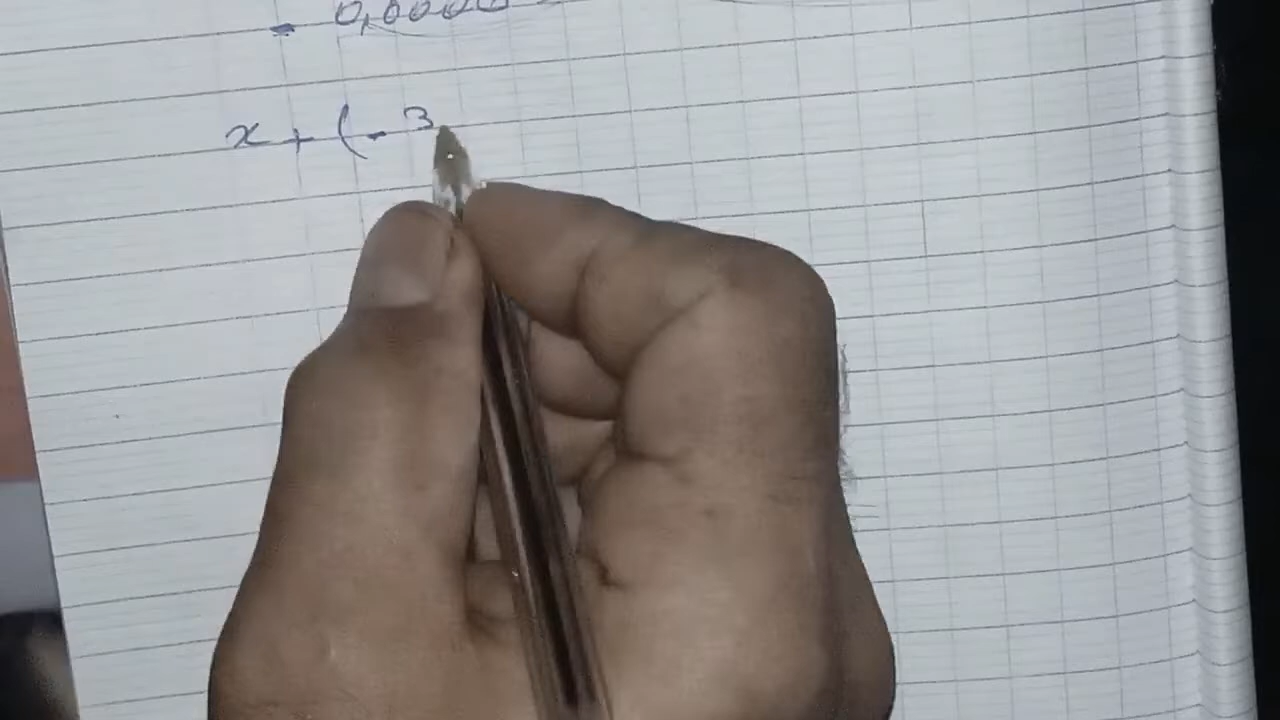 - 0,0000
x + (- 3